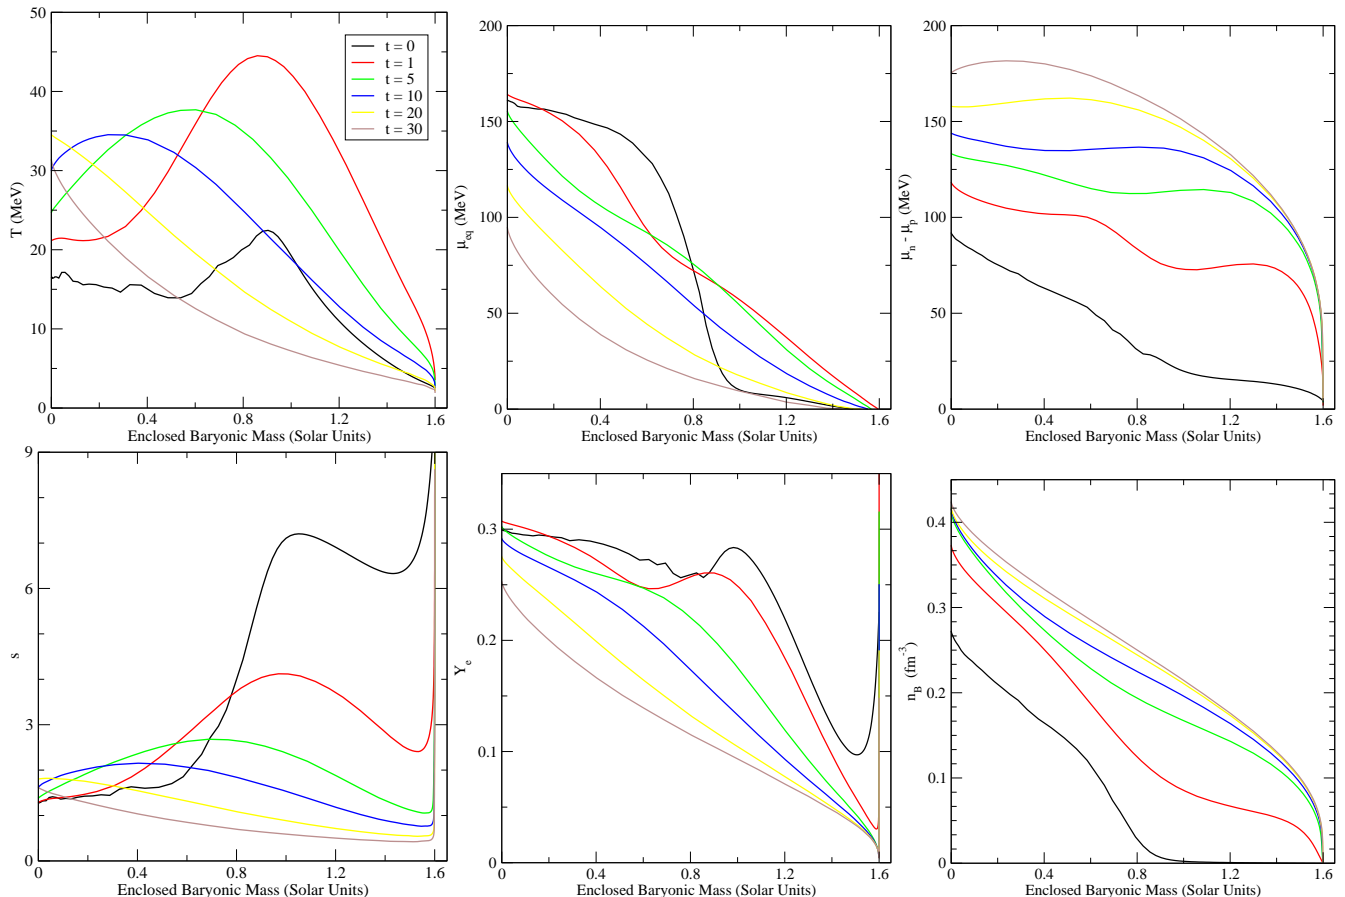 50
40
30
20
10
0
T (MeV)
t = 0
t = 1
t = 5
t = 10
t = 20
t = 30
0 0.4 0.8 1.2 1.6
Enclosed Baryonic Mass (Solar Units)
200
150
100
50
0
μeq (MeV)
0 0.4 0.8 1.2 1.6
Enclosed Baryonic Mass (Solar Units)
200
150
100
50
0
μn - μp (MeV)
0 0.4 0.8 1.2 1.6
Enclosed Baryonic Mass (Solar Units)
9
6
3
0
s
0 0.4 0.8 1.2 1.6
Enclosed Baryonic Mass (Solar Units)
0.3
0.2
0.1
0
Ye
0 0.4 0.8 1.2 1.6
Enclosed Baryonic Mass (Solar Units)
0.4
0.3
0.2
0.1
0
nB (fm-3)
0 0.4 0.8 1.2 1.6
Enclosed Baryonic Mass (Solar Units)